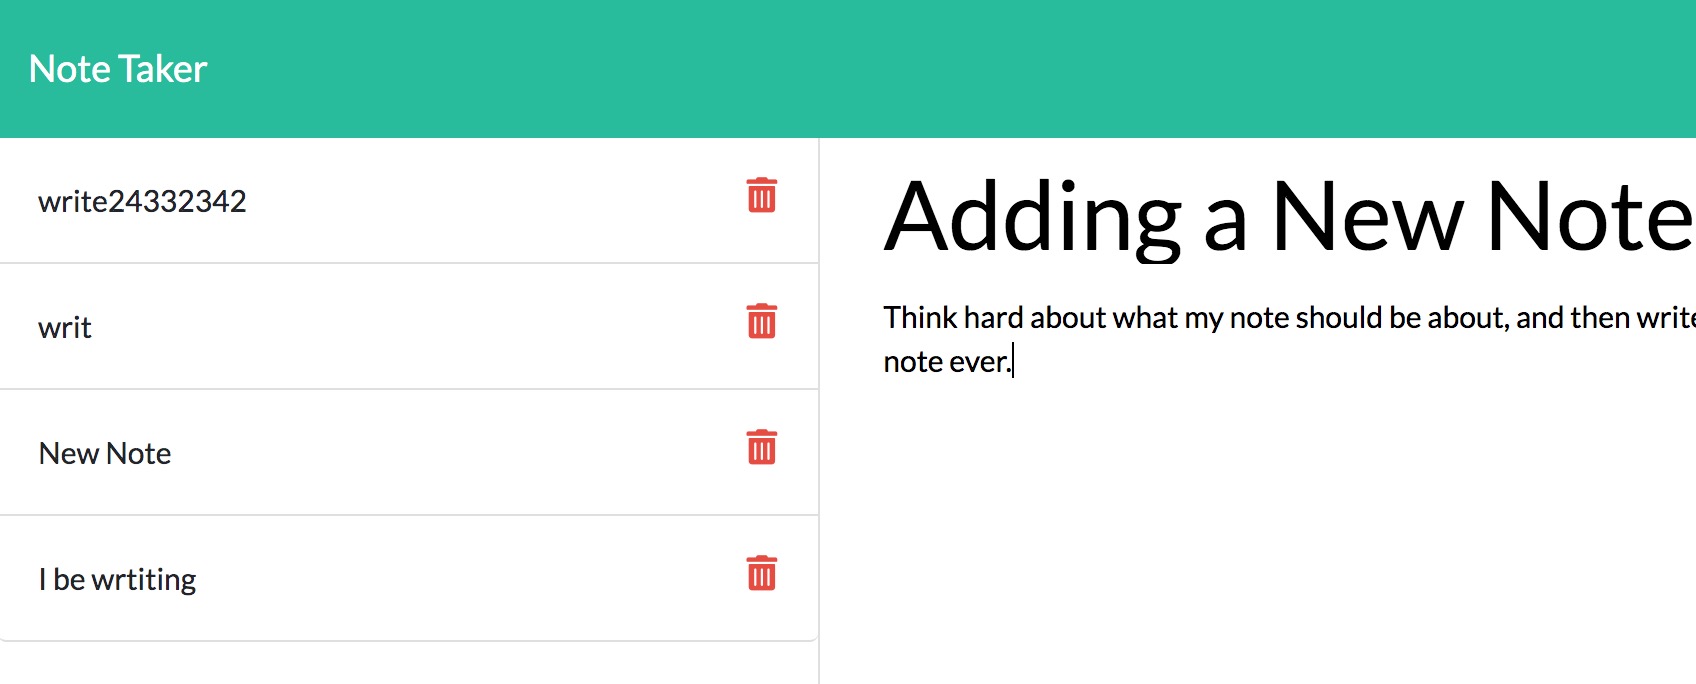 Note Taker
write24332342
writ
New Note
I be wrtiting
Adding a New Note
Think hard about what my note should be about, and then write
note ever.